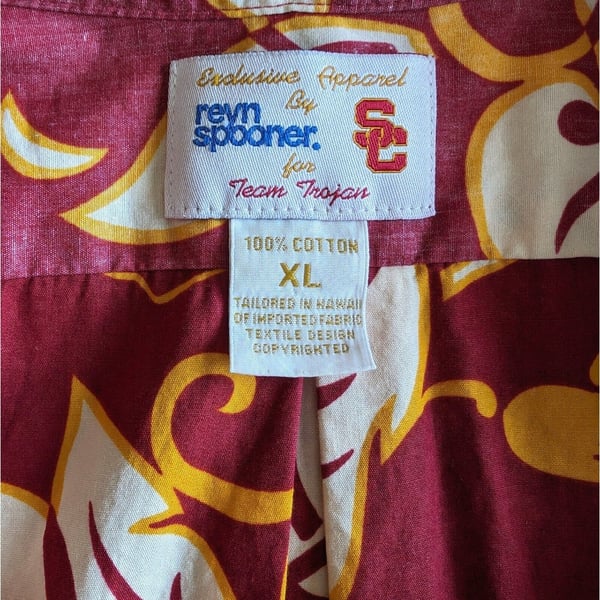 Exclusive Apparel
By
reyn
spooner.
SC
for
Team Trojan
100% COTTON
XL
TAILORED IN HAWAII
OF IMPORTED FABRIC
TEXTILE DESIGN
COPYRIGHTED